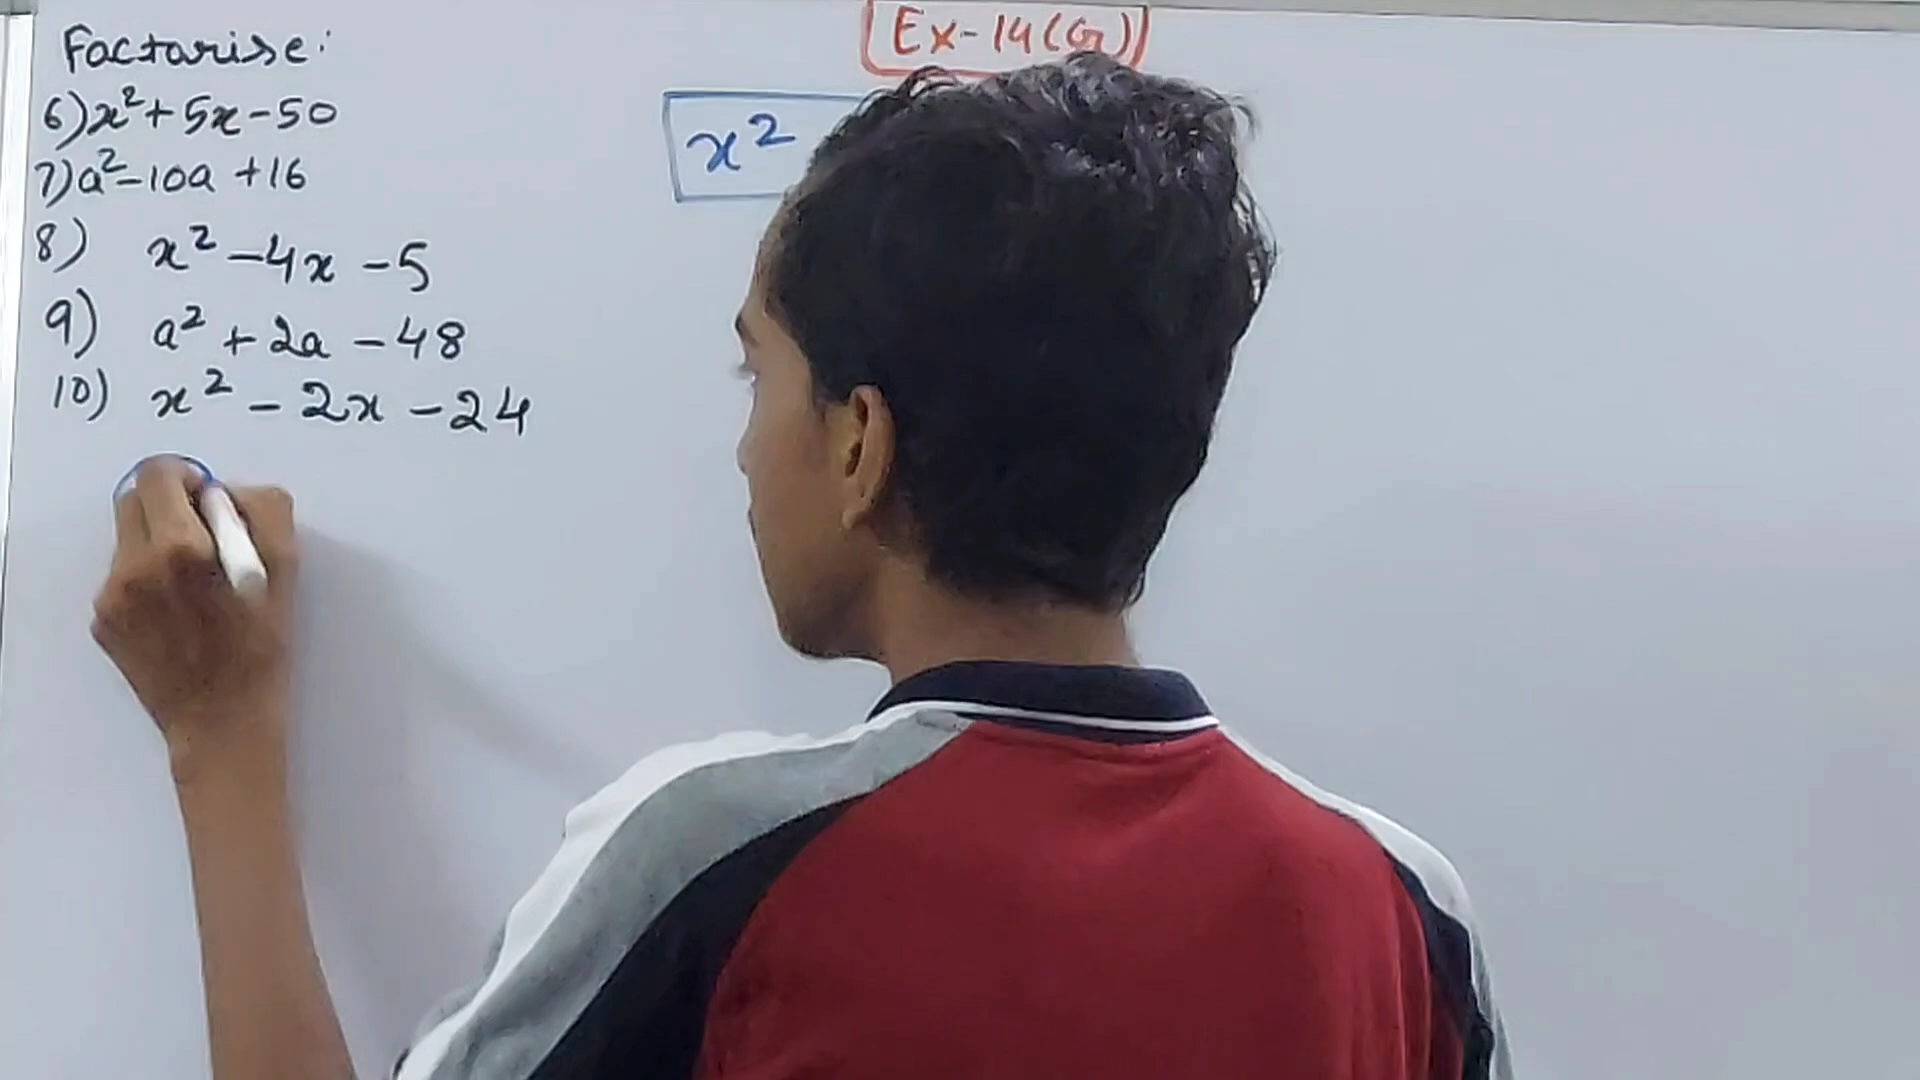 Ex-14(G)
Factorise:
6) x² + 5x - 50
7) a² - 10a + 16
8) x² - 4x - 5
9) a² + 2a - 48
10) x² - 2x - 24
x²